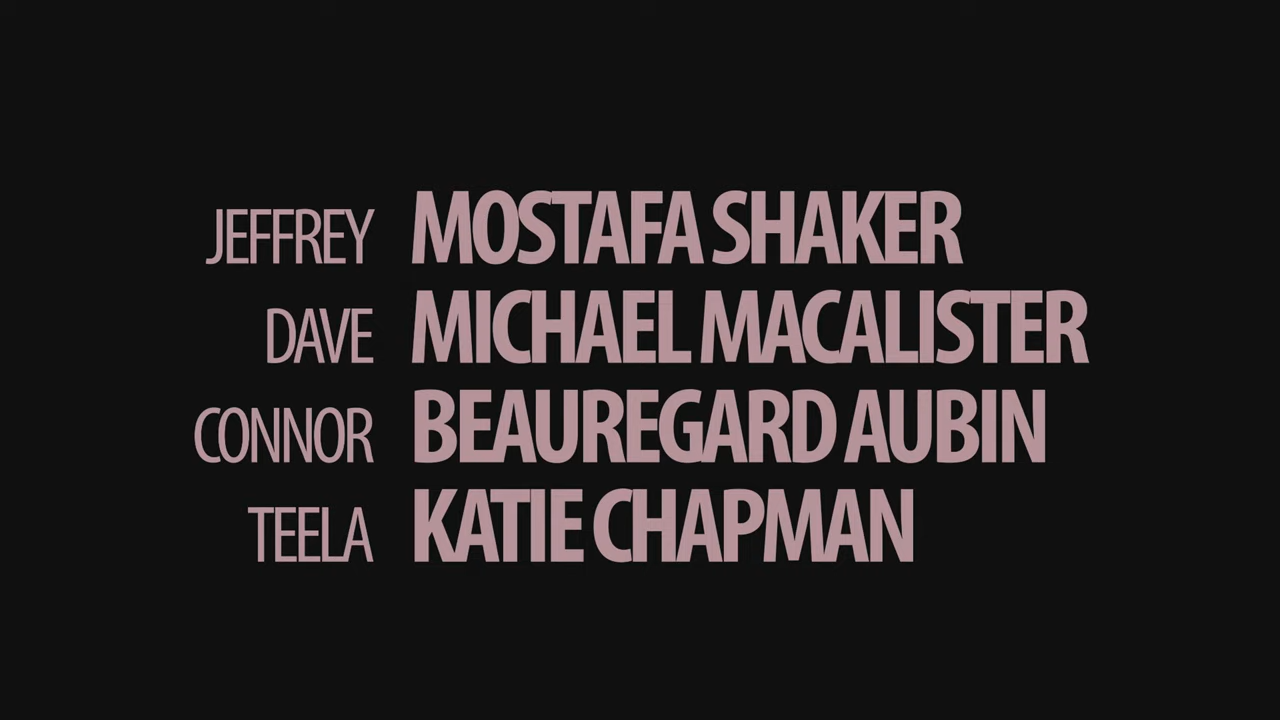 JEFFREY MOSTAFA SHAKER
DAVE MICHAEL MACALISTER
CONNOR BEAUREGARD AUBIN
TEELA KATIE CHAPMAN